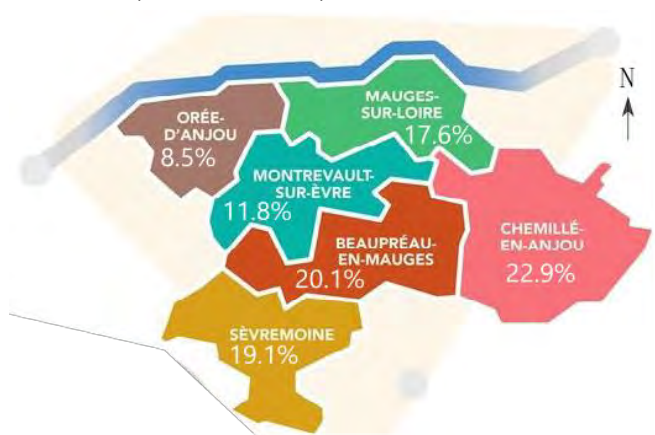 N
MAUGES-
SUR-LOIRE
17.6%
ORÉE-
D'ANJOU
8.5%
MONTREVAULT-
SUR-ÈVRE
11.8%
CHEMILLÉ-
EN-ANJOU
22.9%
BEAUPRÉAU-
EN-MAUGES
20.1%
SÈVREMOINE
19.1%